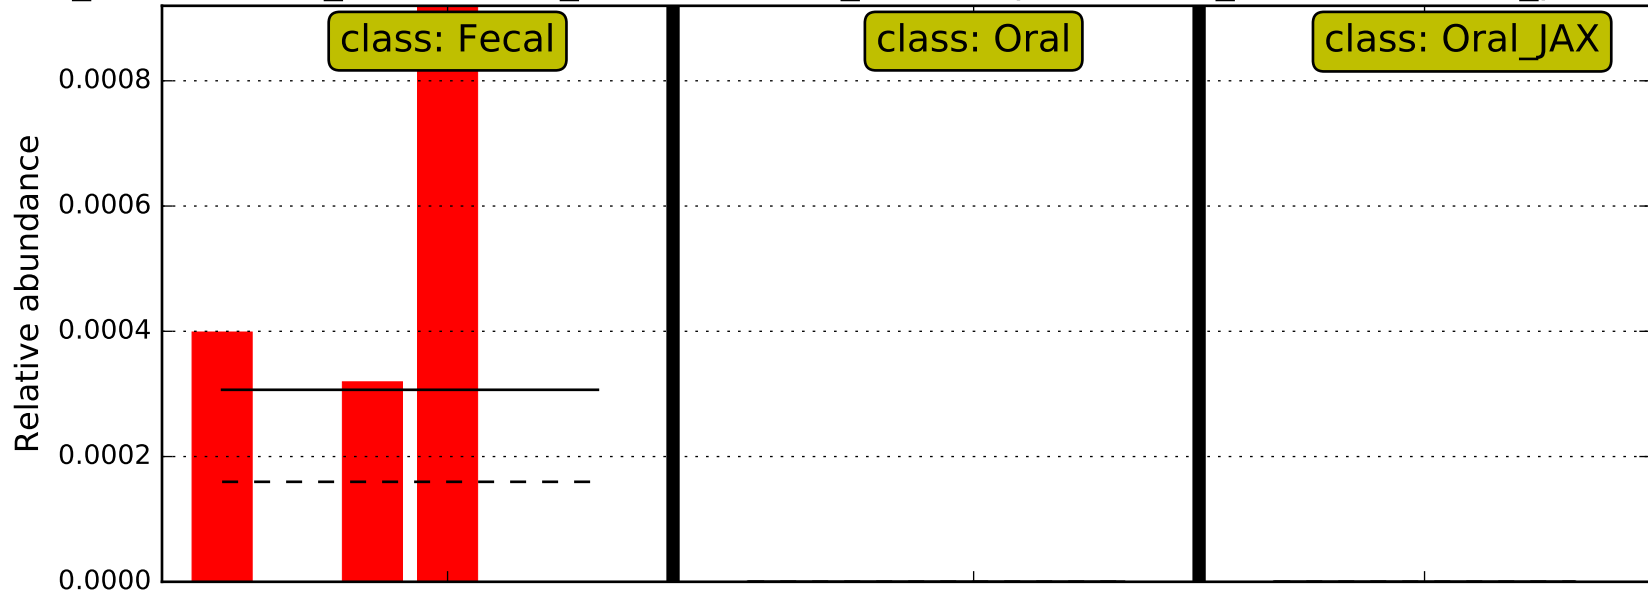 class: Fecal
class: Oral
class: Oral_JAX
Relative abundance
0.0008
0.0006
0.0004
0.0002
0.0000